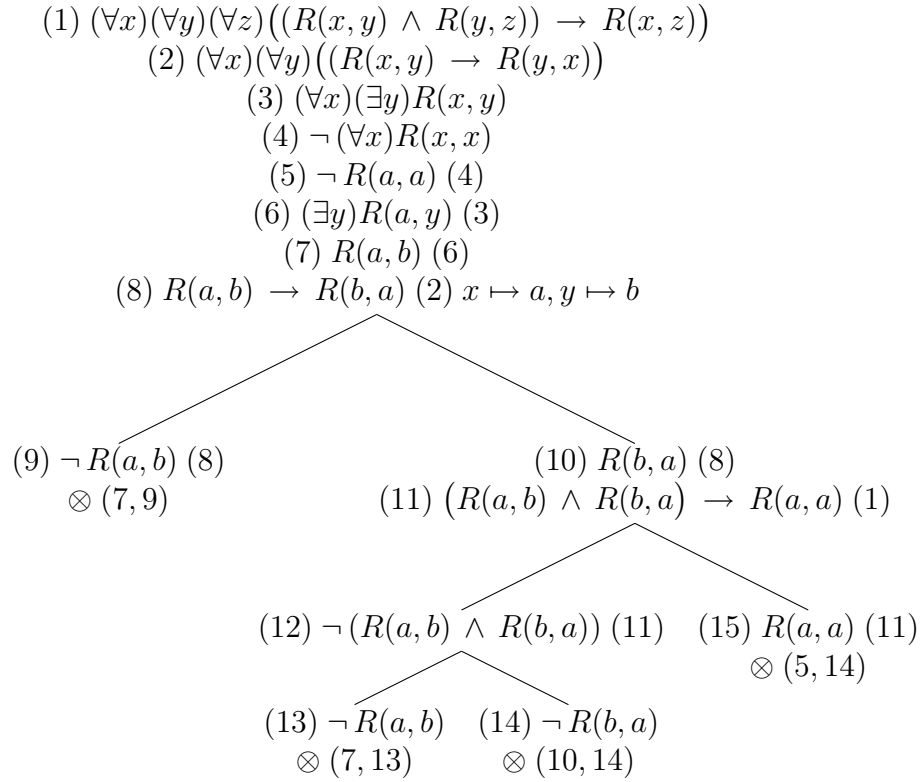 (1) (∀x)(∀y)(∀z)((R(x, y) ∧ R(y, z)) → R(x, z))
(2) (∀x)(∀y)((R(x, y) → R(y, x))
(3) (∀x)(∃y)R(x, y)
(4) ¬ (∀x)R(x, x)
(5) ¬ R(a, a) (4)
(6) (∃y)R(a, y) (3)
(7) R(a, b) (6)
(8) R(a, b) → R(b, a) (2) x ↦ a, y ↦ b
(9) ¬ R(a, b) (8)
⊗ (7, 9)
(10) R(b, a) (8)
(11) (R(a, b) ∧ R(b, a) → R(a, a) (1)
(12) ¬ (R(a, b) ∧ R(b, a)) (11)
(15) R(a, a) (11)
⊗ (5, 14)
(13) ¬ R(a, b)
⊗ (7, 13)
(14) ¬ R(b, a)
⊗ (10, 14)